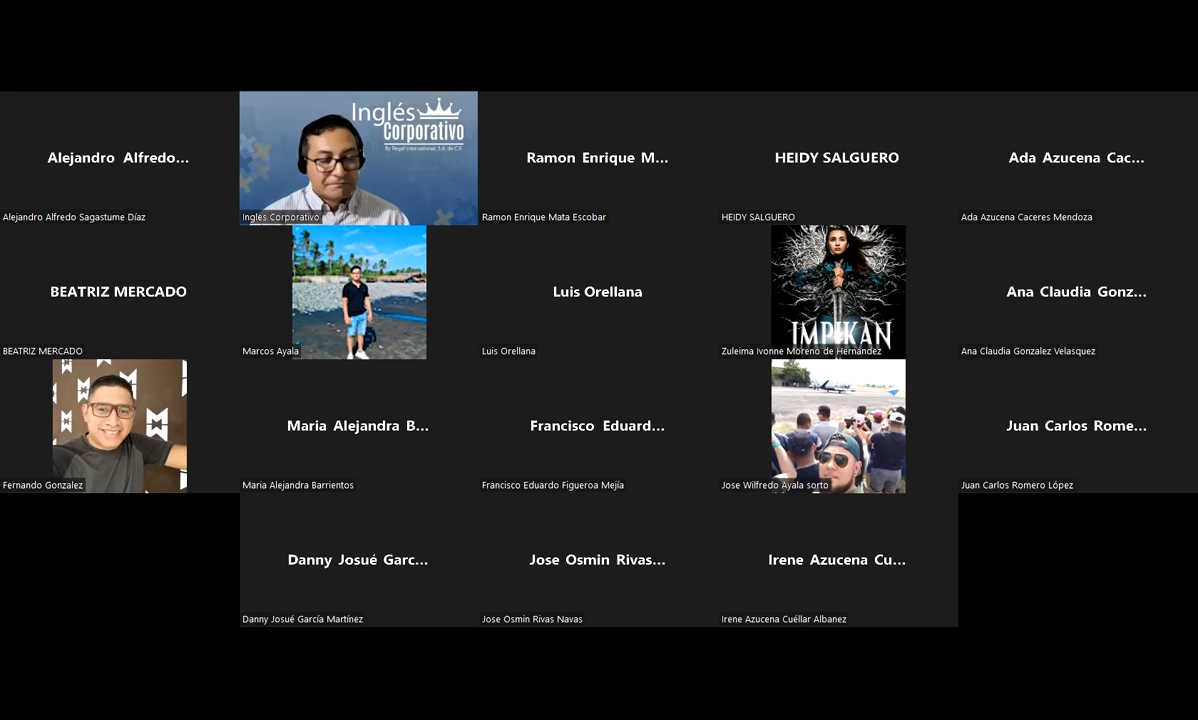 Alejandro Alfredo...
Alejandro Alfredo Sagastume Díaz
Inglés
Corporativo
By Regal International, S.A. de C.V.
Inglés Corporativo
Ramon Enrique M...
Ramon Enrique Mata Escobar
HEIDY SALGUERO
HEIDY SALGUERO
Ada Azucena Cac...
Ada Azucena Caceres Mendoza
BEATRIZ MERCADO
BEATRIZ MERCADO
Marcos Ayala
Luis Orellana
Luis Orellana
IMPIKAN
Zuleima Ivonne Moreno de Hernández
Ana Claudia Gonz...
Ana Claudia Gonzalez Velasquez
Fernando Gonzalez
Maria Alejandra B...
Maria Alejandra Barrientos
Francisco Eduard...
Francisco Eduardo Figueroa Mejía
Jose Wilfredo Ayala sorto
Juan Carlos Rome...
Juan Carlos Romero López
Danny Josué Garc...
Danny Josué García Martínez
Jose Osmin Rivas...
Jose Osmin Rivas Navas
Irene Azucena Cu...
Irene Azucena Cuéllar Albanez